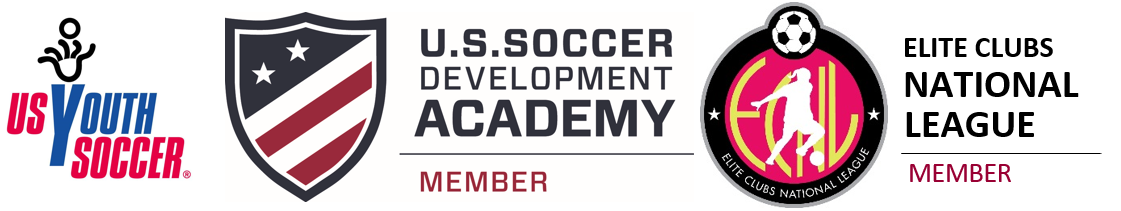 US YOUTH
SOCCER®
U.S.SOCCER
DEVELOPMENT
ACADEMY
MEMBER
ECNL
ELITE CLUBS NATIONAL LEAGUE
ELITE CLUBS
NATIONAL
LEAGUE
MEMBER